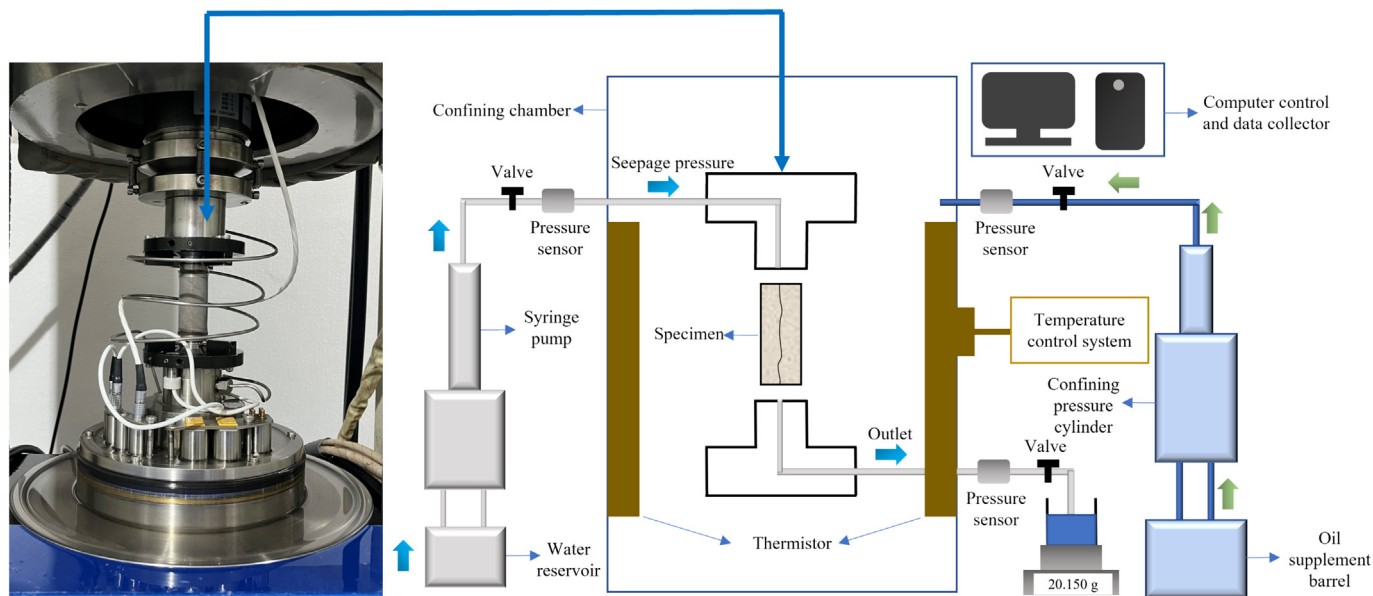 Confining chamber
Computer control
and data collector
Seepage pressure
Valve
Valve
Pressure
sensor
Pressure
sensor
Syringe
pump
Specimen
Temperature
control system
Confining
pressure
cylinder
Outlet
Valve
Pressure
sensor
Thermistor
Water
reservoir
Oil
supplement
barrel
20.150 g